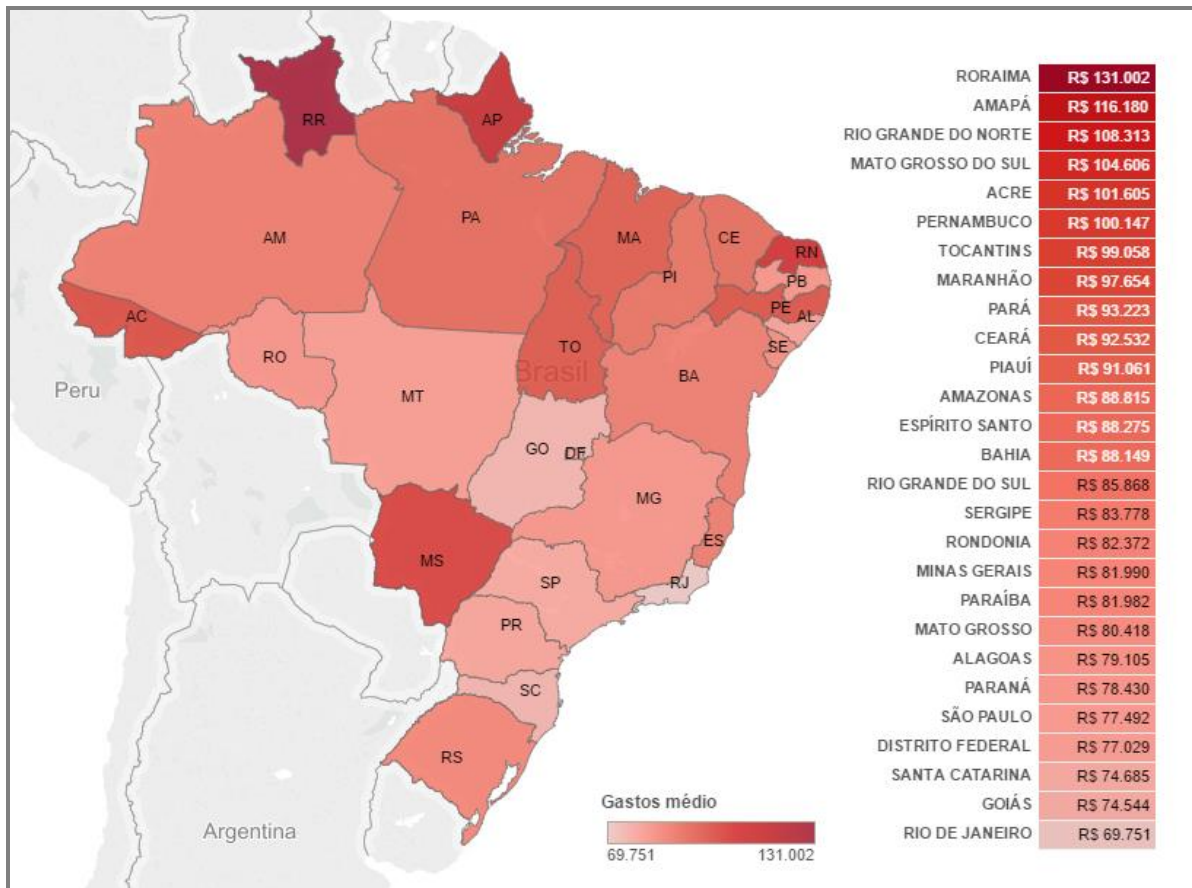 RR
AP
AM
PA
MA
CE
RN
PB
PI
PE
AL
AC
SE
TO
RO
Brasil
BA
Peru
MT
GO
DF
MG
ES
MS
SP
RJ
PR
SC
RS
Argentina
Gastos médio
69.751 131.002
RORAIMA R$ 131.002
AMAPÁ R$ 116.180
RIO GRANDE DO NORTE R$ 108.313
MATO GROSSO DO SUL R$ 104.606
ACRE R$ 101.605
PERNAMBUCO R$ 100.147
TOCANTINS R$ 99.058
MARANHÃO R$ 97.654
PARÁ R$ 93.223
CEARÁ R$ 92.532
PIAUÍ R$ 91.061
AMAZONAS R$ 88.815
ESPÍRITO SANTO R$ 88.275
BAHIA R$ 88.149
RIO GRANDE DO SUL R$ 85.868
SERGIPE R$ 83.778
RONDONIA R$ 82.372
MINAS GERAIS R$ 81.990
PARAÍBA R$ 81.982
MATO GROSSO R$ 80.418
ALAGOAS R$ 79.105
PARANÁ R$ 78.430
SÃO PAULO R$ 77.492
DISTRITO FEDERAL R$ 77.029
SANTA CATARINA R$ 74.685
GOIÁS R$ 74.544
RIO DE JANEIRO R$ 69.751